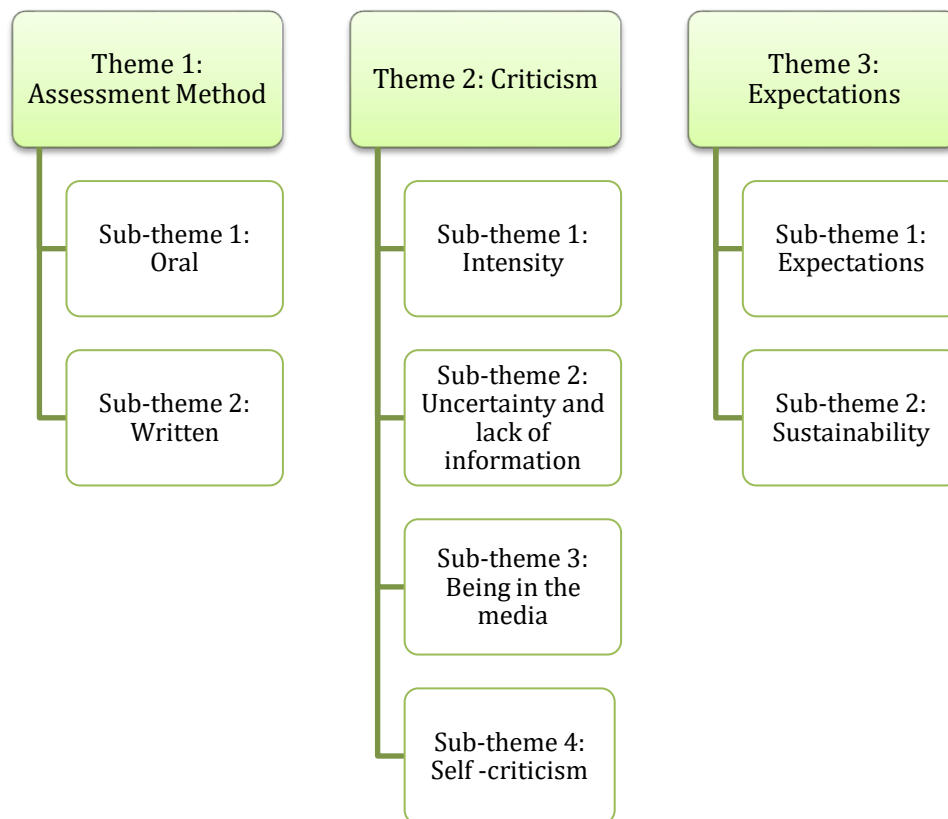 Theme 1:
Assessment Method
Sub-theme 1:
Oral
Sub-theme 2:
Written
Theme 2: Criticism
Sub-theme 1:
Intensity
Sub-theme 2:
Uncertainty and
lack of
information
Sub-theme 3:
Being in the
media
Sub-theme 4:
Self -criticism
Theme 3:
Expectations
Sub-theme 1:
Expectations
Sub-theme 2:
Sustainability